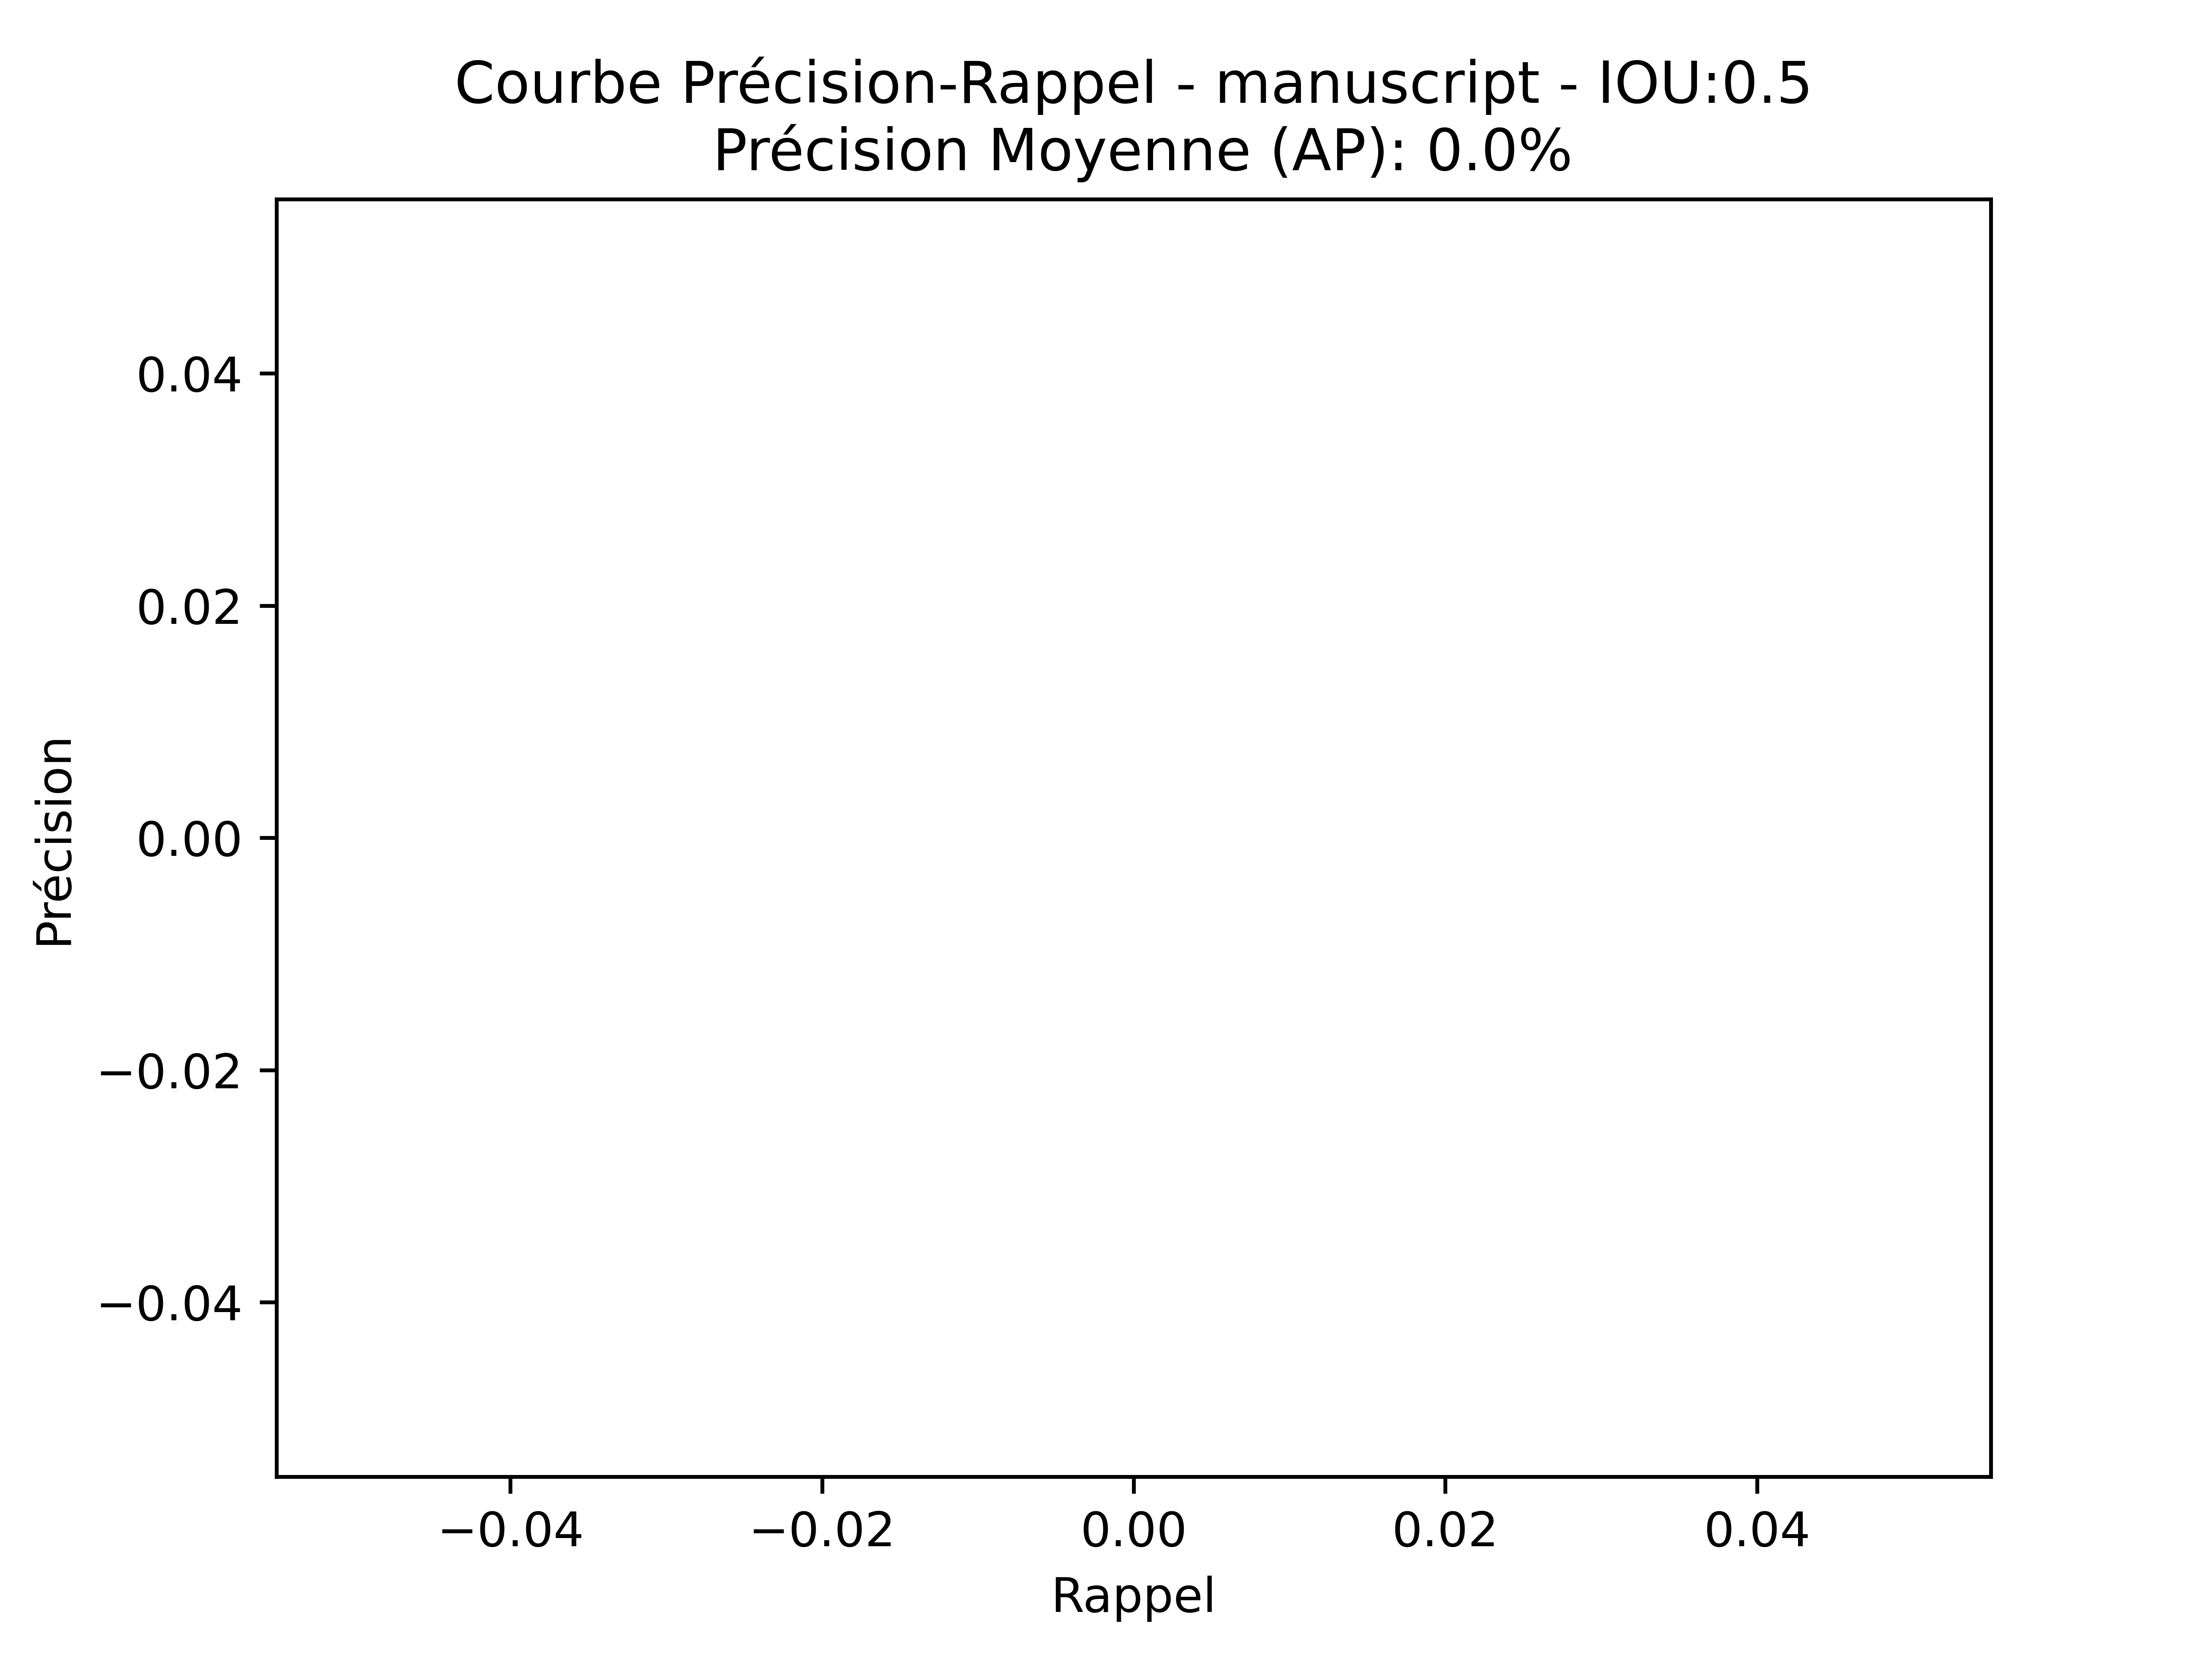 Courbe Précision-Rappel - manuscript - IOU:0.5
Précision Moyenne (AP): 0.0%
0.04
0.02
0.00
−0.02
−0.04
Précision
−0.04 −0.02 0.00 0.02 0.04
Rappel